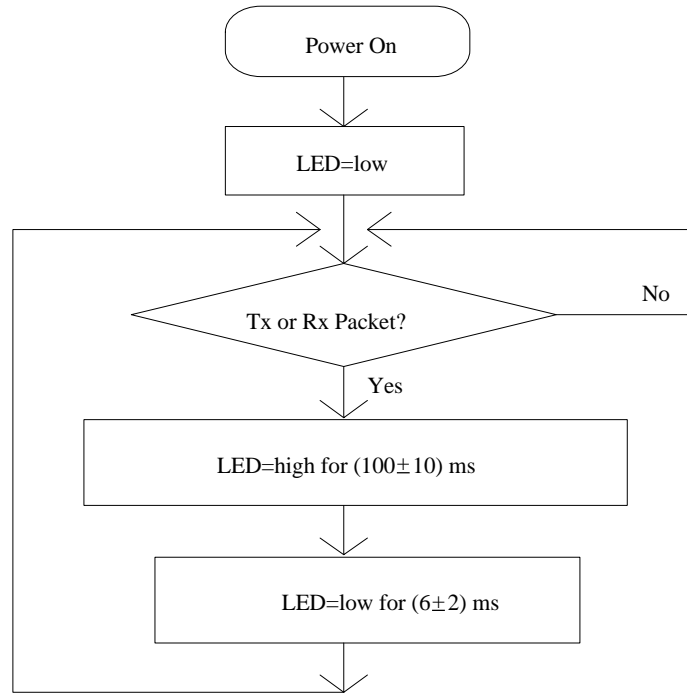 Power On
LED=low
No
Tx or Rx Packet?
Yes
LED=high for (100±10) ms
LED=low for (6±2) ms